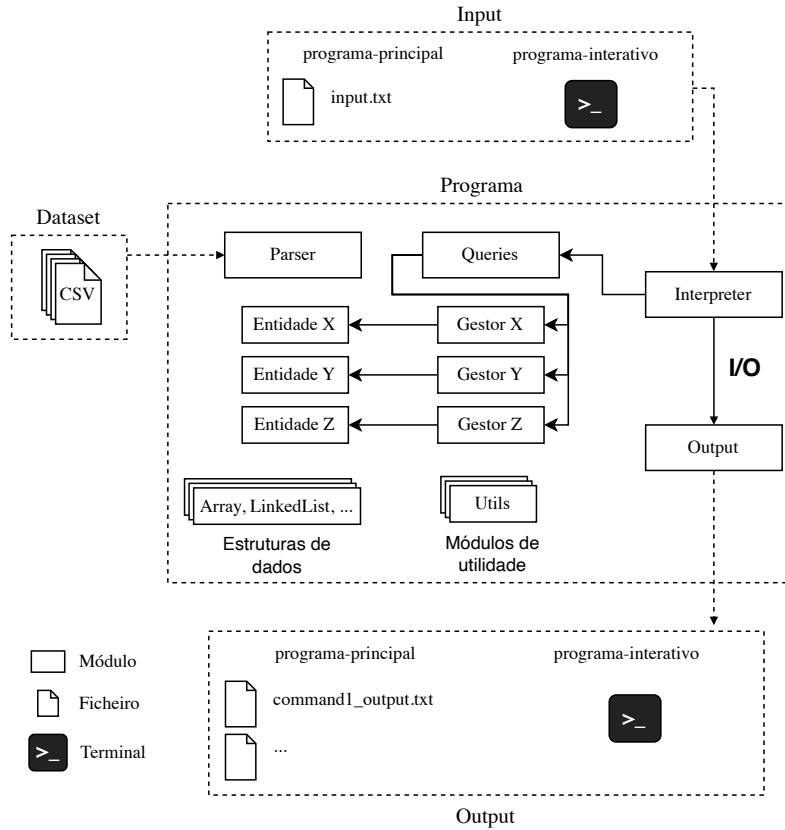 Input
programa-principal
programa-interativo
input.txt
>_
Programa
Dataset
CSV
Parser
Queries
Interpreter
Entidade X
Gestor X
Entidade Y
Gestor Y
I/O
Entidade Z
Gestor Z
Output
Array, LinkedList, ...
Utils
Estruturas de
dados
Módulos de
utilidade
programa-principal
programa-interativo
command1_output.txt
...
>_
Módulo
Ficheiro
>_
Terminal
Output